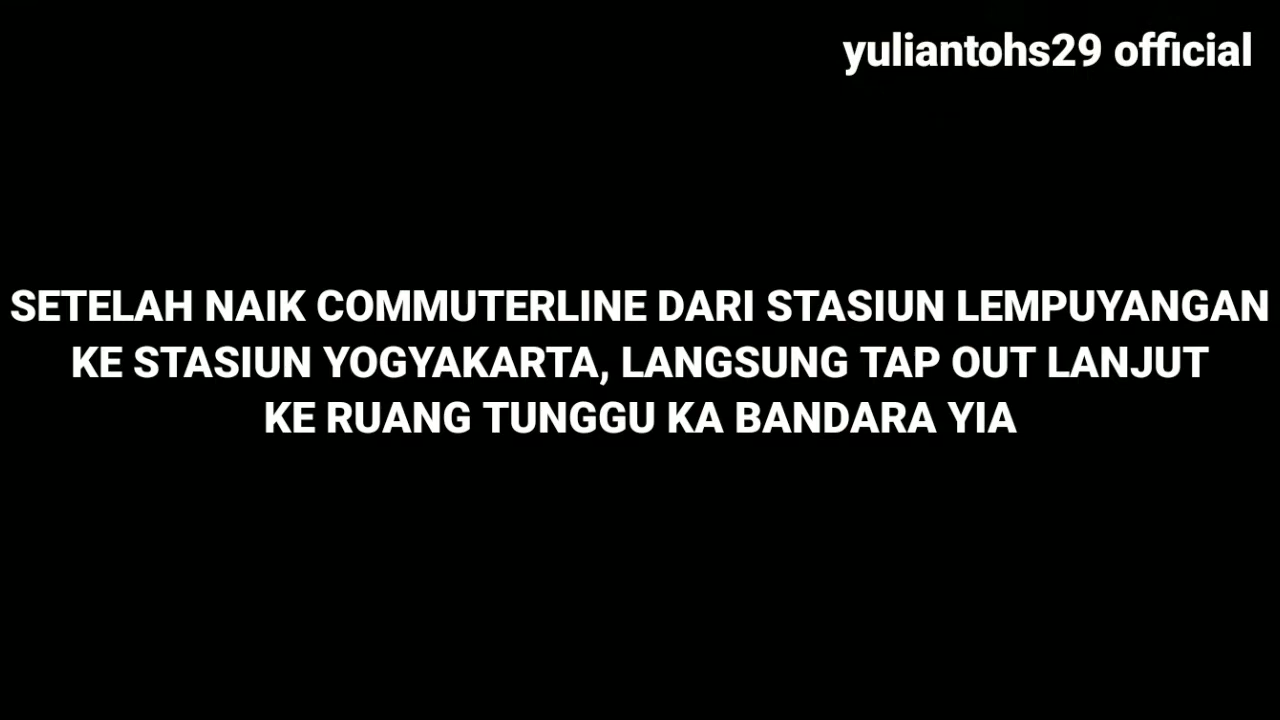 yuliantohs29 official
SETELAH NAIK COMMUTERLINE DARI STASIUN LEMPUYANGAN
KE STASIUN YOGYAKARTA, LANGSUNG TAP OUT LANJUT
KE RUANG TUNGGU KA BANDARA YIA